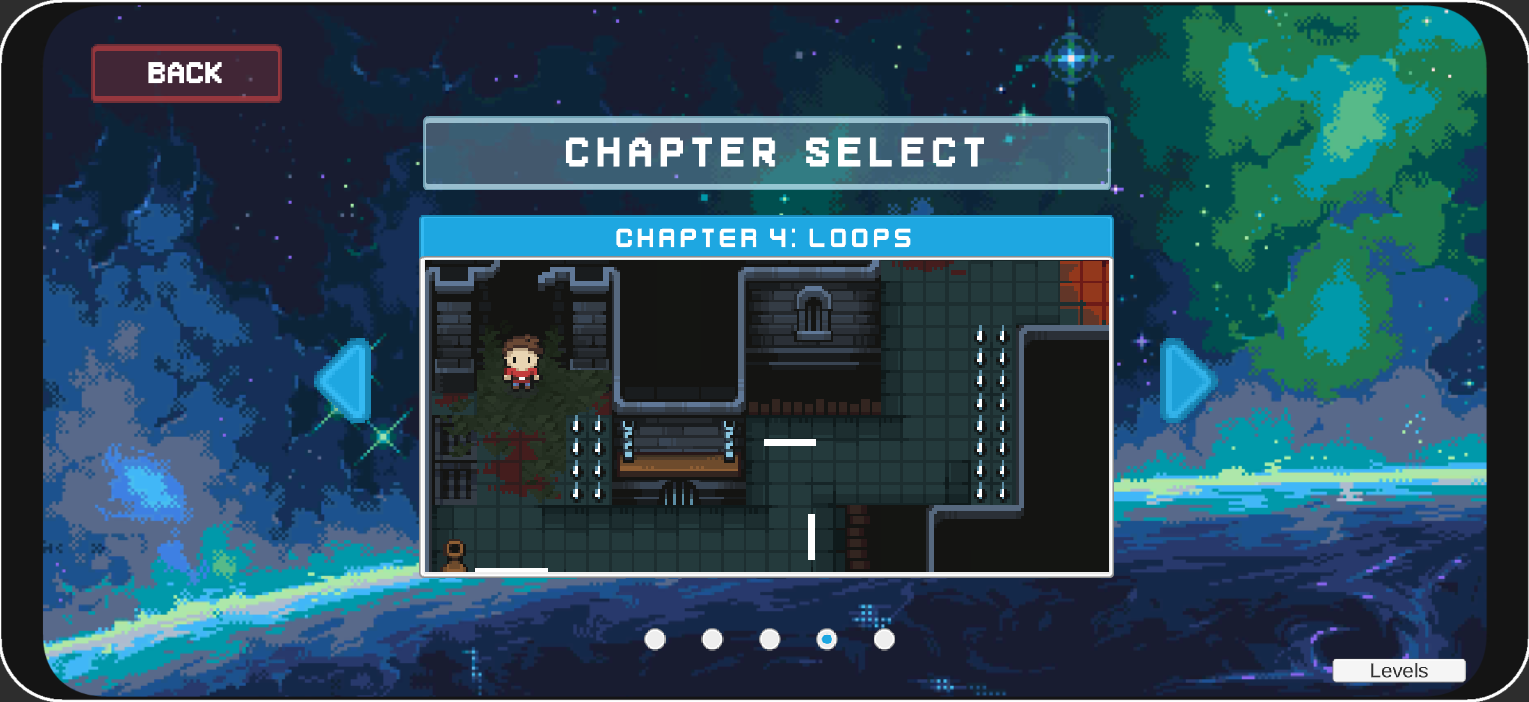 BACK
CHAPTER SELECT
CHAPTER 4: LOOPS
Levels